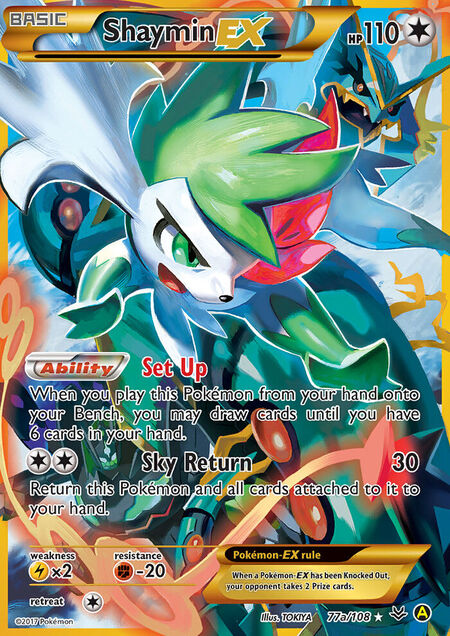 BASIC
Shaymin EX
HP110
Ability Set Up
When you play this Pokémon from your hand onto
your Bench, you may draw cards until you have
6 cards in your hand.
Sky Return 30
Return this Pokémon and all cards attached to it to
your hand.
weakness resistance
×2 -20
retreat
Pokémon-EX rule
When a Pokémon-EX has been Knocked Out,
your opponent takes 2 Prize cards.
©2017 Pokémon Illus. TOKIYA 77a/108 ★ A